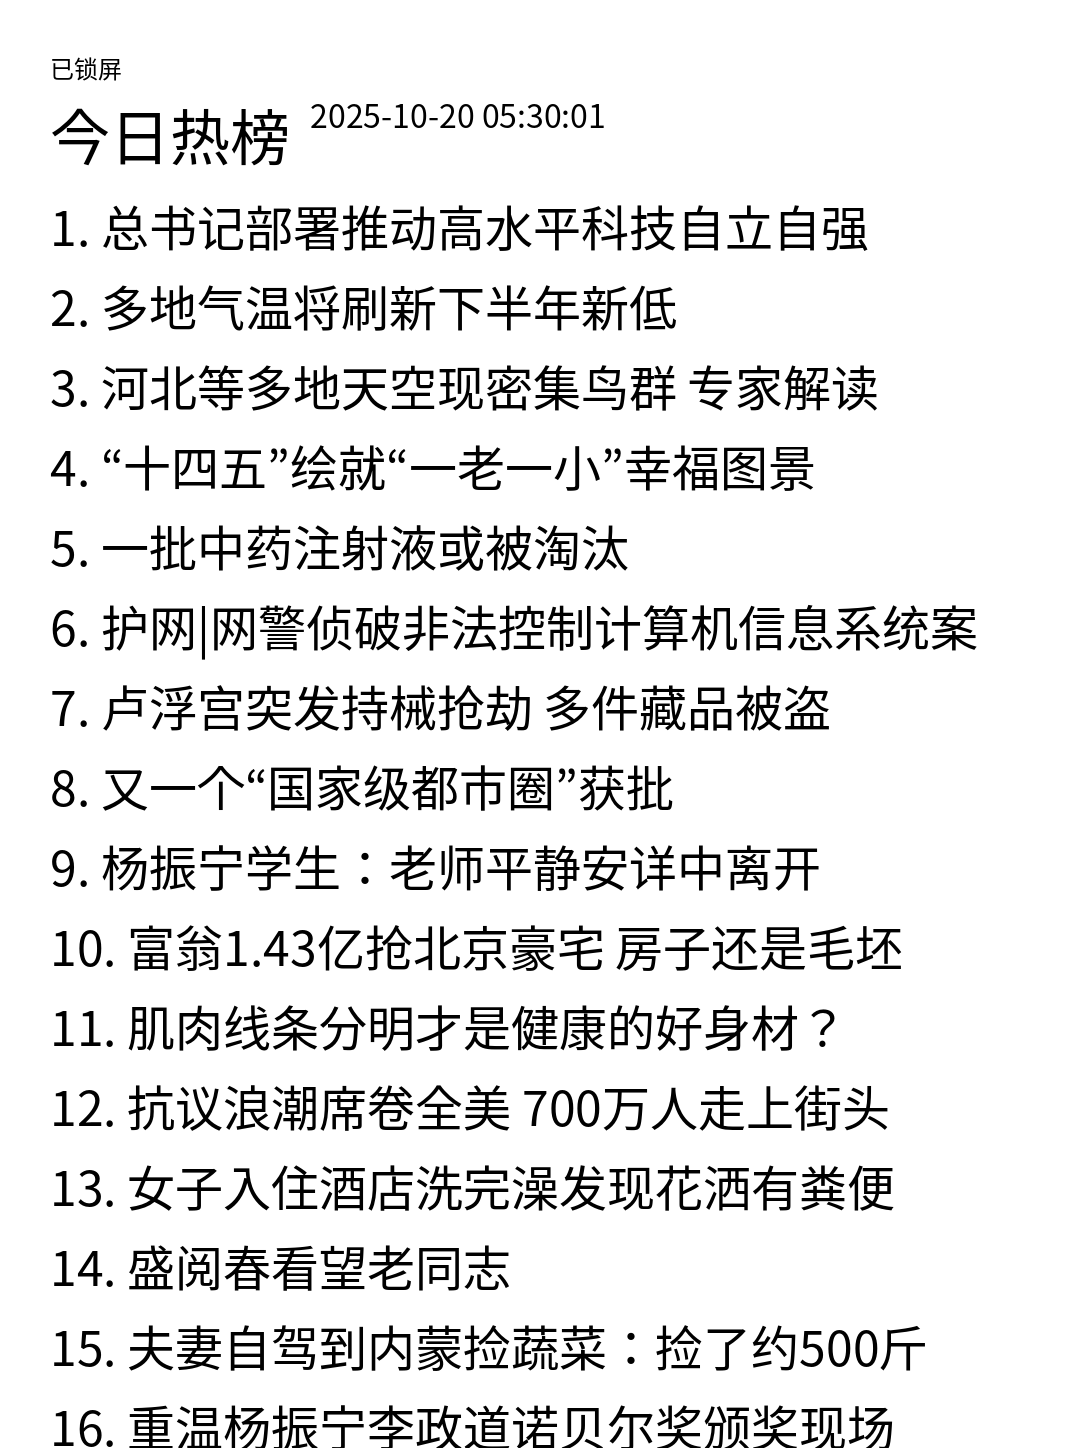 已锁屏
今日热榜 2025-10-20 05:30:01
1. 总书记部署推动高水平科技自立自强
2. 多地气温将刷新下半年新低
3. 河北等多地天空现密集鸟群 专家解读
4. “十四五”绘就“一老一小”幸福图景
5. 一批中药注射液或被淘汰
6. 护网|网警侦破非法控制计算机信息系统案
7. 卢浮宫突发持械抢劫 多件藏品被盗
8. 又一个“国家级都市圈”获批
9. 杨振宁学生：老师平静安详中离开
10. 富翁1.43亿抢北京豪宅 房子还是毛坯
11. 肌肉线条分明才是健康的好身材？
12. 抗议浪潮席卷全美 700万人走上街头
13. 女子入住酒店洗完澡发现花洒有粪便
14. 盛阅春看望老同志
15. 夫妻自驾到内蒙捡蔬菜：捡了约500斤
16. 重温杨振宁李政道诺贝尔奖颁奖现场